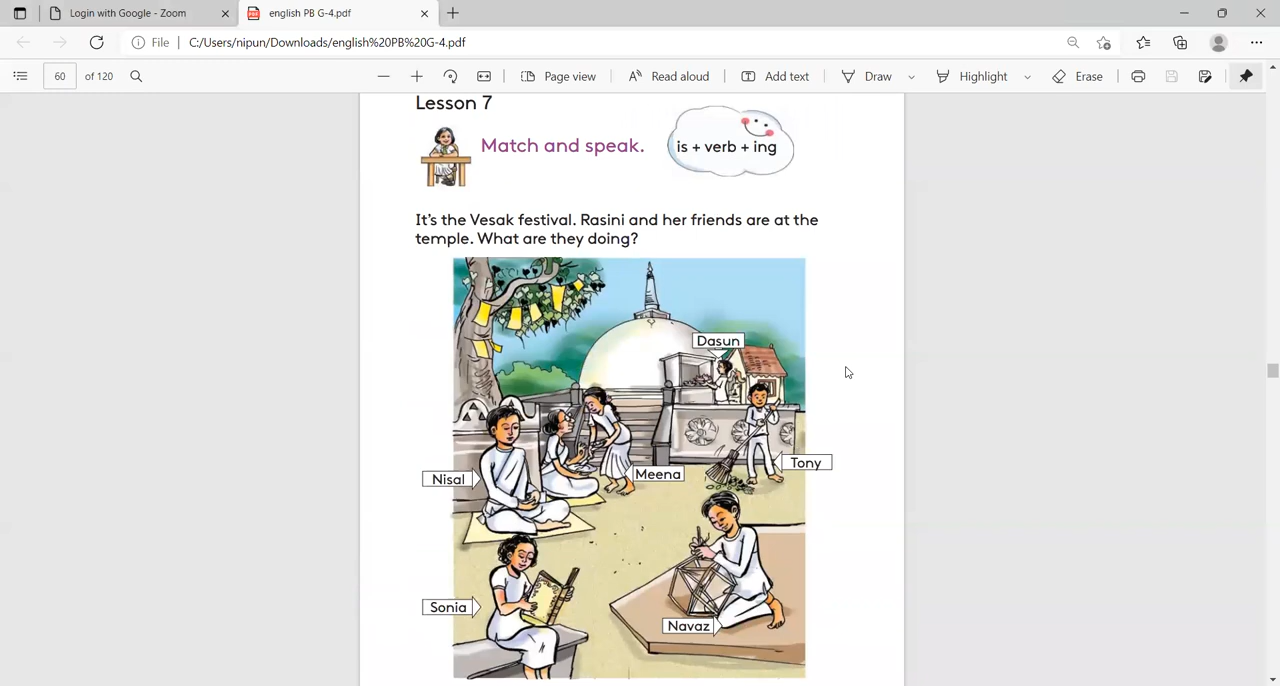 Login with Google - Zoom
english PB G-4.pdf
File C:/Users/nipun/Downloads/english%20PB%20G-4.pdf
60 of 120 Page view Read aloud Add text Draw Highlight Erase
Lesson 7
Match and speak.
is + verb + ing
It's the Vesak festival. Rasini and her friends are at the
temple. What are they doing?
Dasun
Tony
Meena
Nisal
Sonia
Navaz